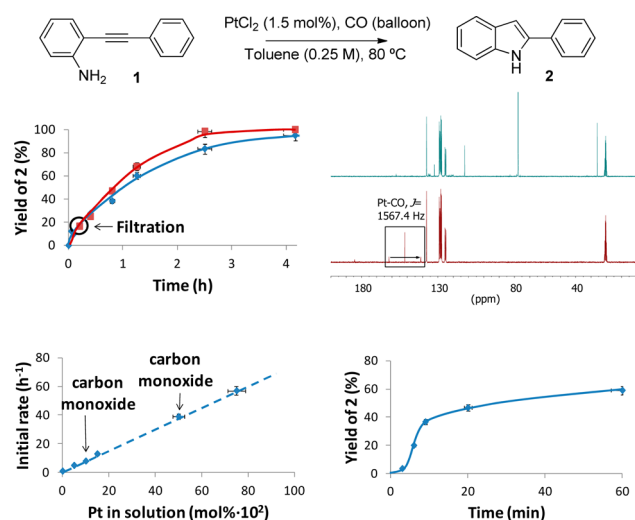 PtCl2 (1.5 mol%), CO (balloon)
Toluene (0.25 M), 80 ºC
NH2
1
N
H
2
Yield of 2 (%)
100
80
60
40
20
0
Filtration
0 1 2 3 4
Time (h)
Pt-CO, J=
1567.4 Hz
180 130 80 40
(ppm)
Initial rate (h-1)
80
60
40
20
0
carbon
monoxide
carbon
monoxide
0 20 40 60 80 100
Pt in solution (mol%·10²)
Yield of 2 (%)
80
60
40
20
0
0 20 40 60
Time (min)